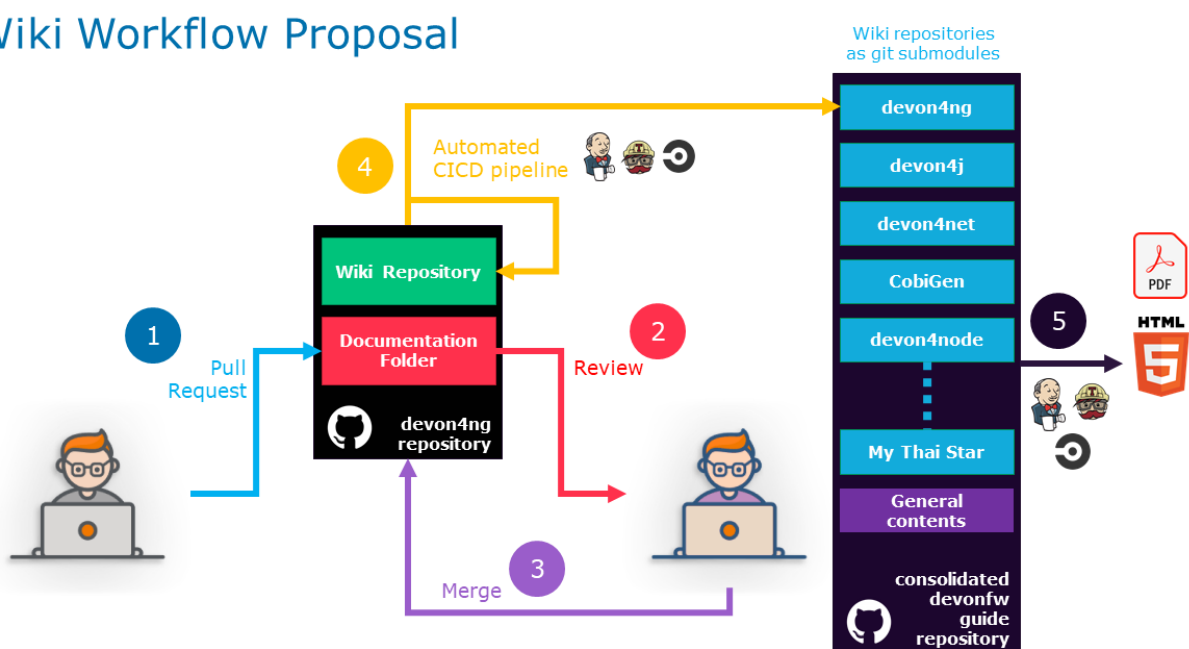 Wiki Workflow Proposal
Wiki repositories
as git submodules
devon4ng
devon4j
devon4net
CobiGen
devon4node
My Thai Star
General
contents
consolidated
devonfw
guide
repository
4
Automated
CICD pipeline
T
Wiki Repository
Documentation
Folder
devon4ng
repository
1
Pull
Request
2
Review
3
Merge
5
T
PDF
HTML
5